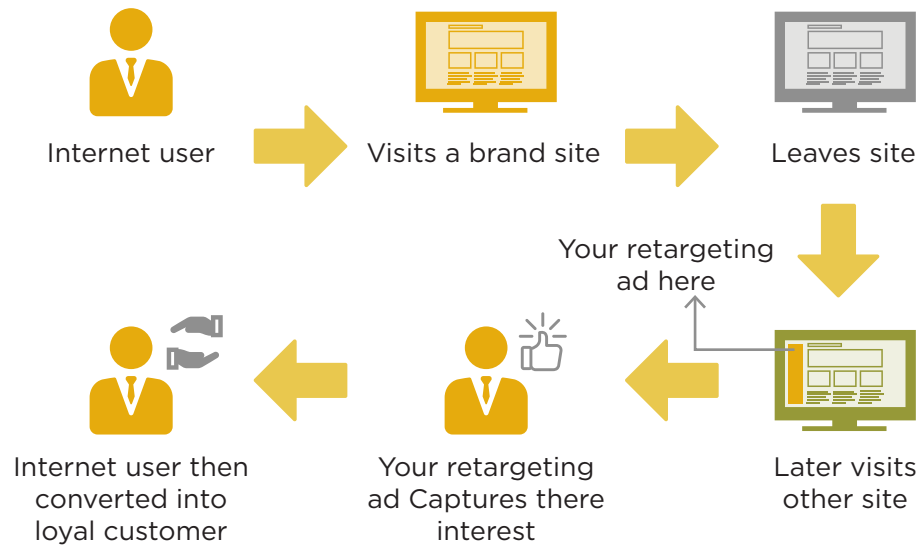 Internet user
Visits a brand site
Leaves site
Your retargeting
ad here
Later visits
other site
Your retargeting
ad Captures there
interest
Internet user then
converted into
loyal customer